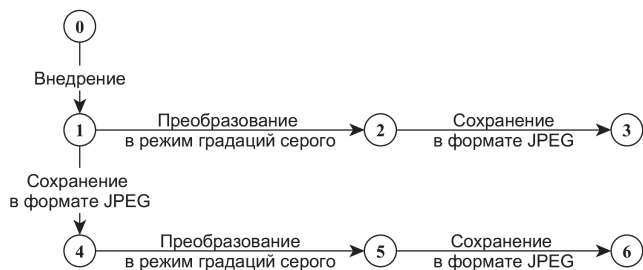 0
Внедрение
1
Преобразование
в режим градаций серого
2
Сохранение
в формате JPEG
3
Сохранение
в формате JPEG
4
Преобразование
в режим градаций серого
5
Сохранение
в формате JPEG
6